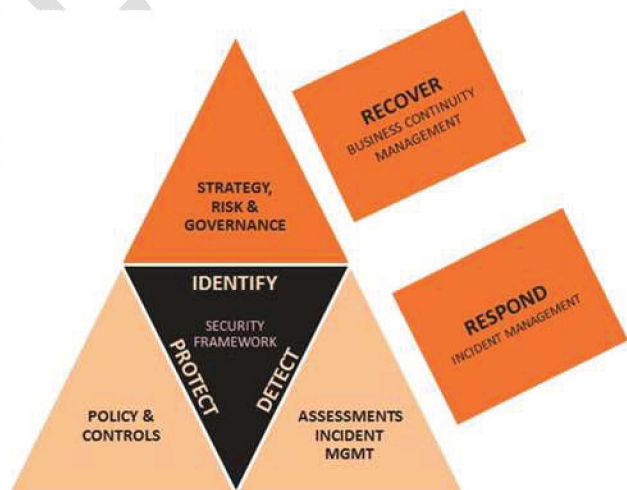 RECOVER
BUSINESS CONTINUITY
MANAGEMENT
STRATEGY,
RISK &
GOVERNANCE
RESPOND
INCIDENT MANAGEMENT
IDENTIFY
SECURITY
FRAMEWORK
PROTECT
DETECT
POLICY &
CONTROLS
ASSESSMENTS
INCIDENT
MGMT